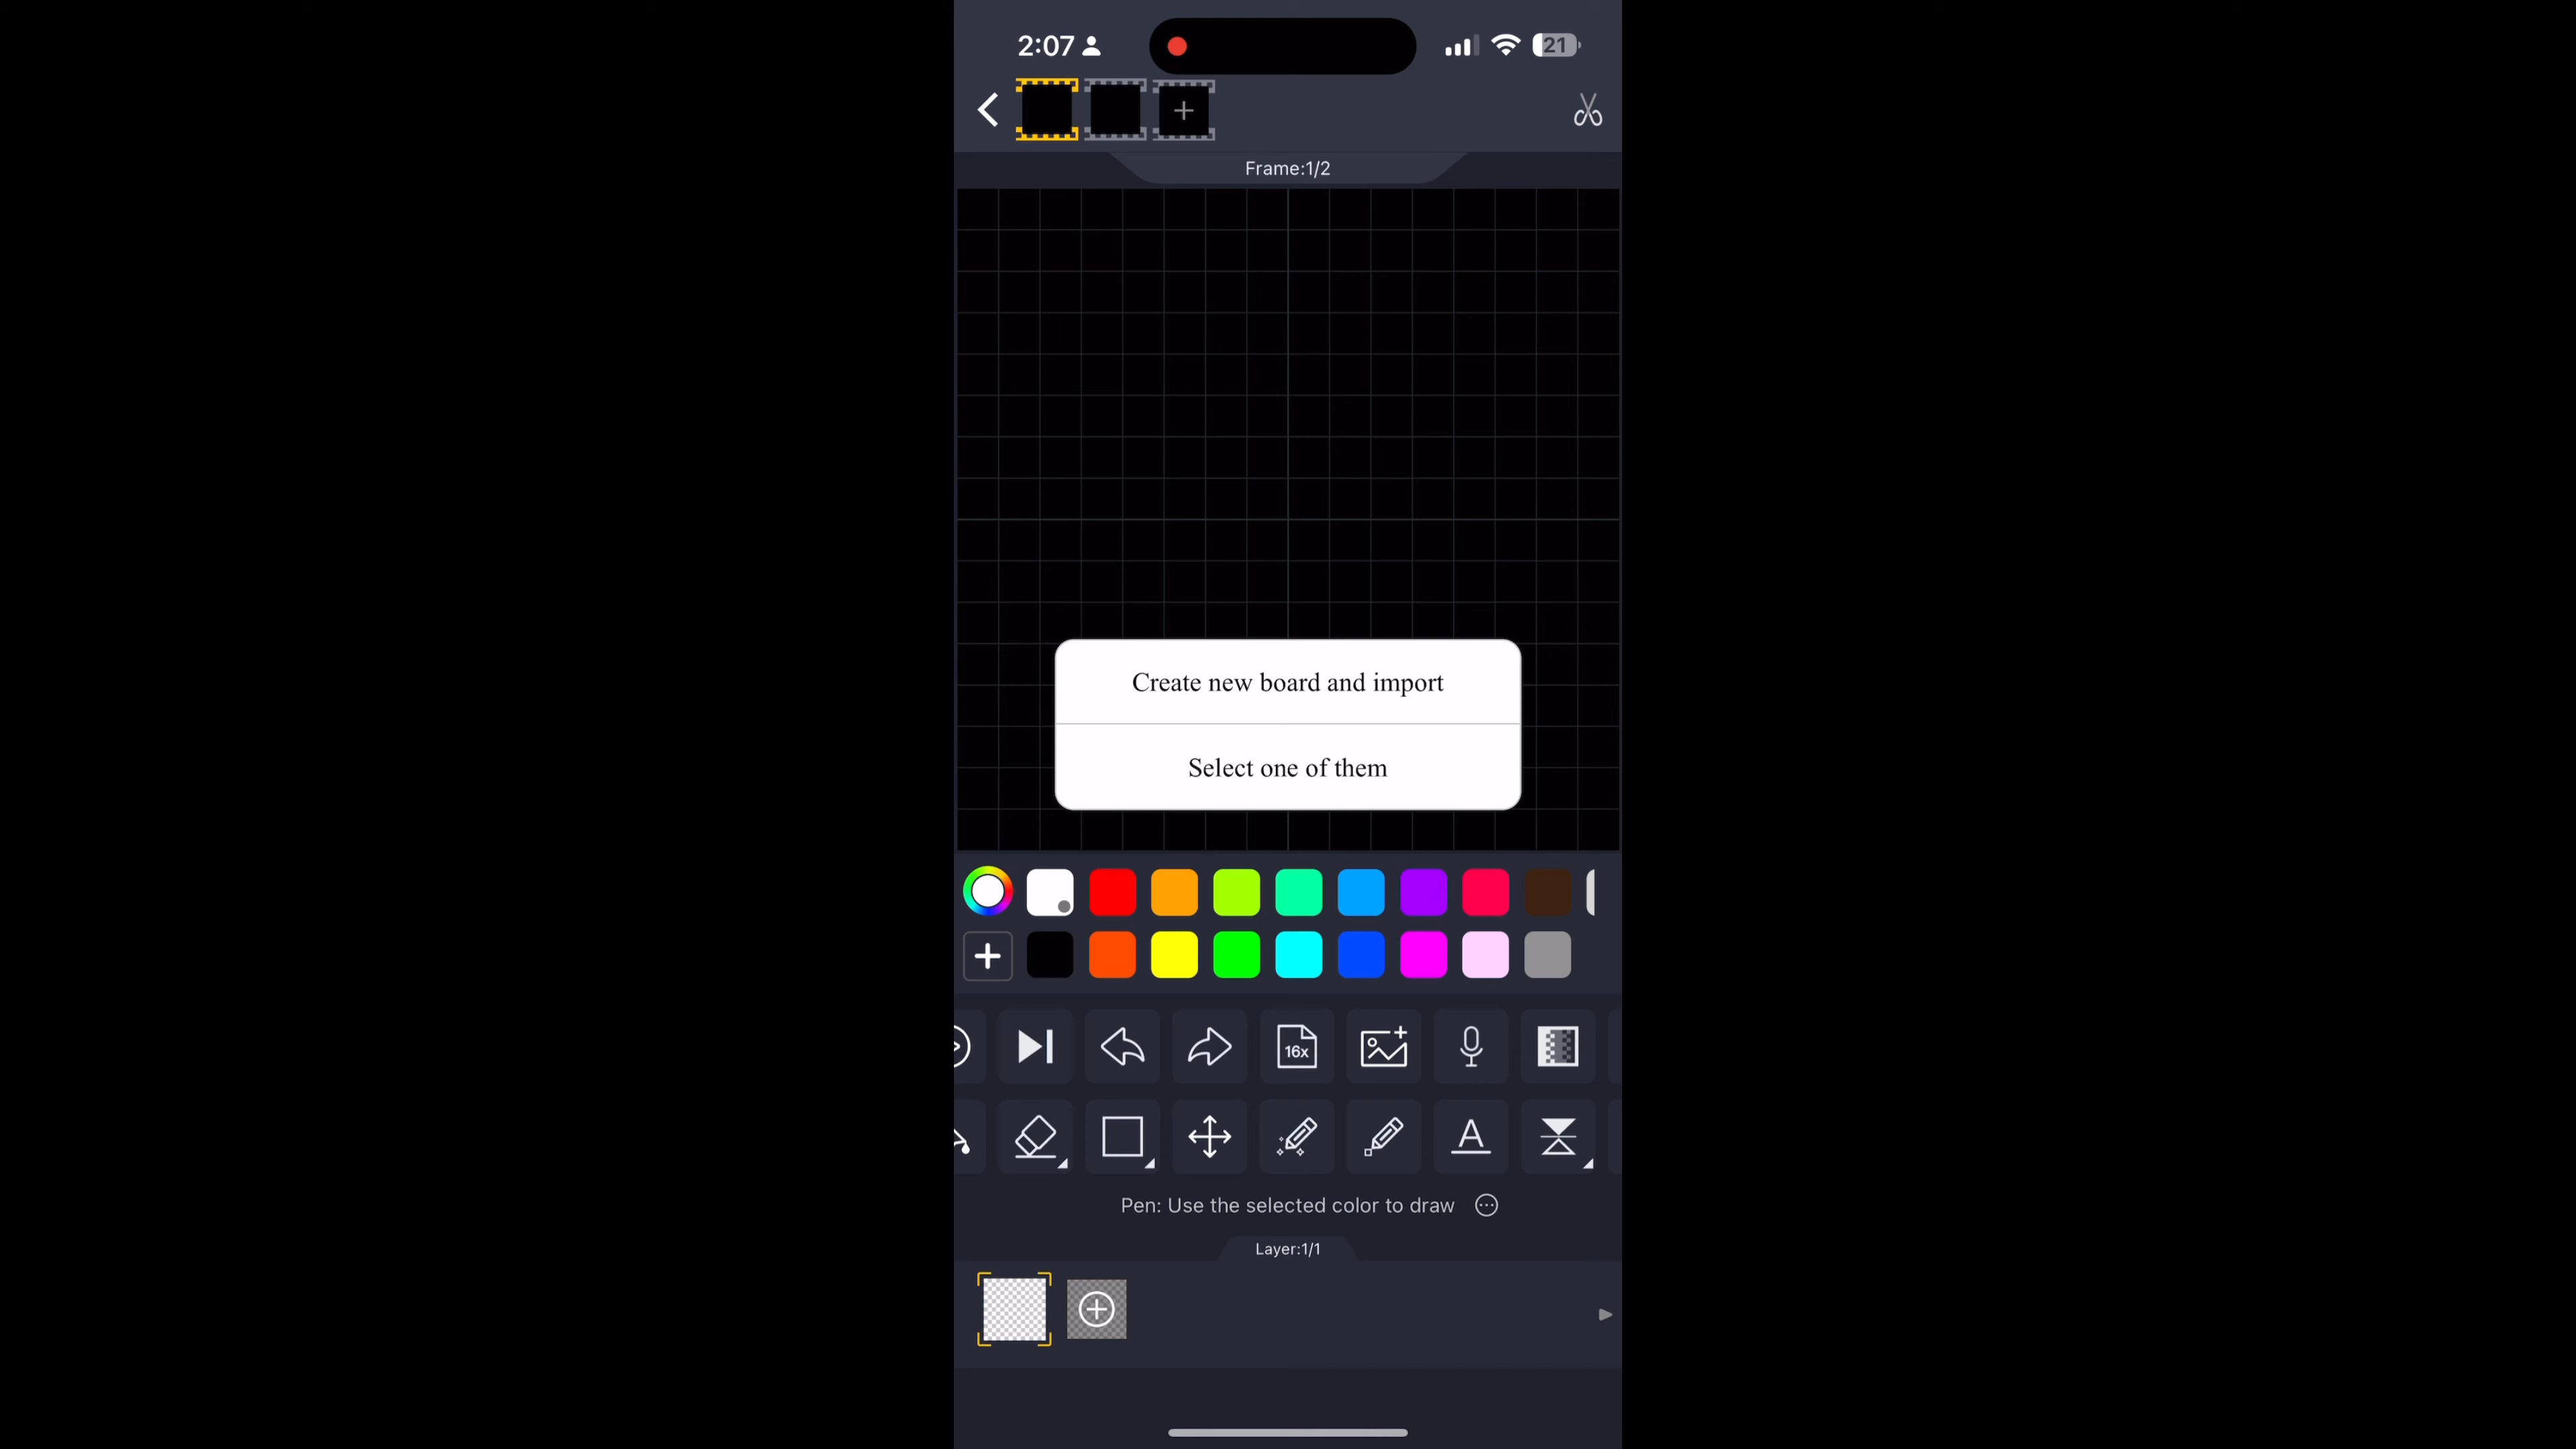 2:07
21
Frame:1/2
Create new board and import
Select one of them
16x
A
Pen: Use the selected color to draw
Layer:1/1